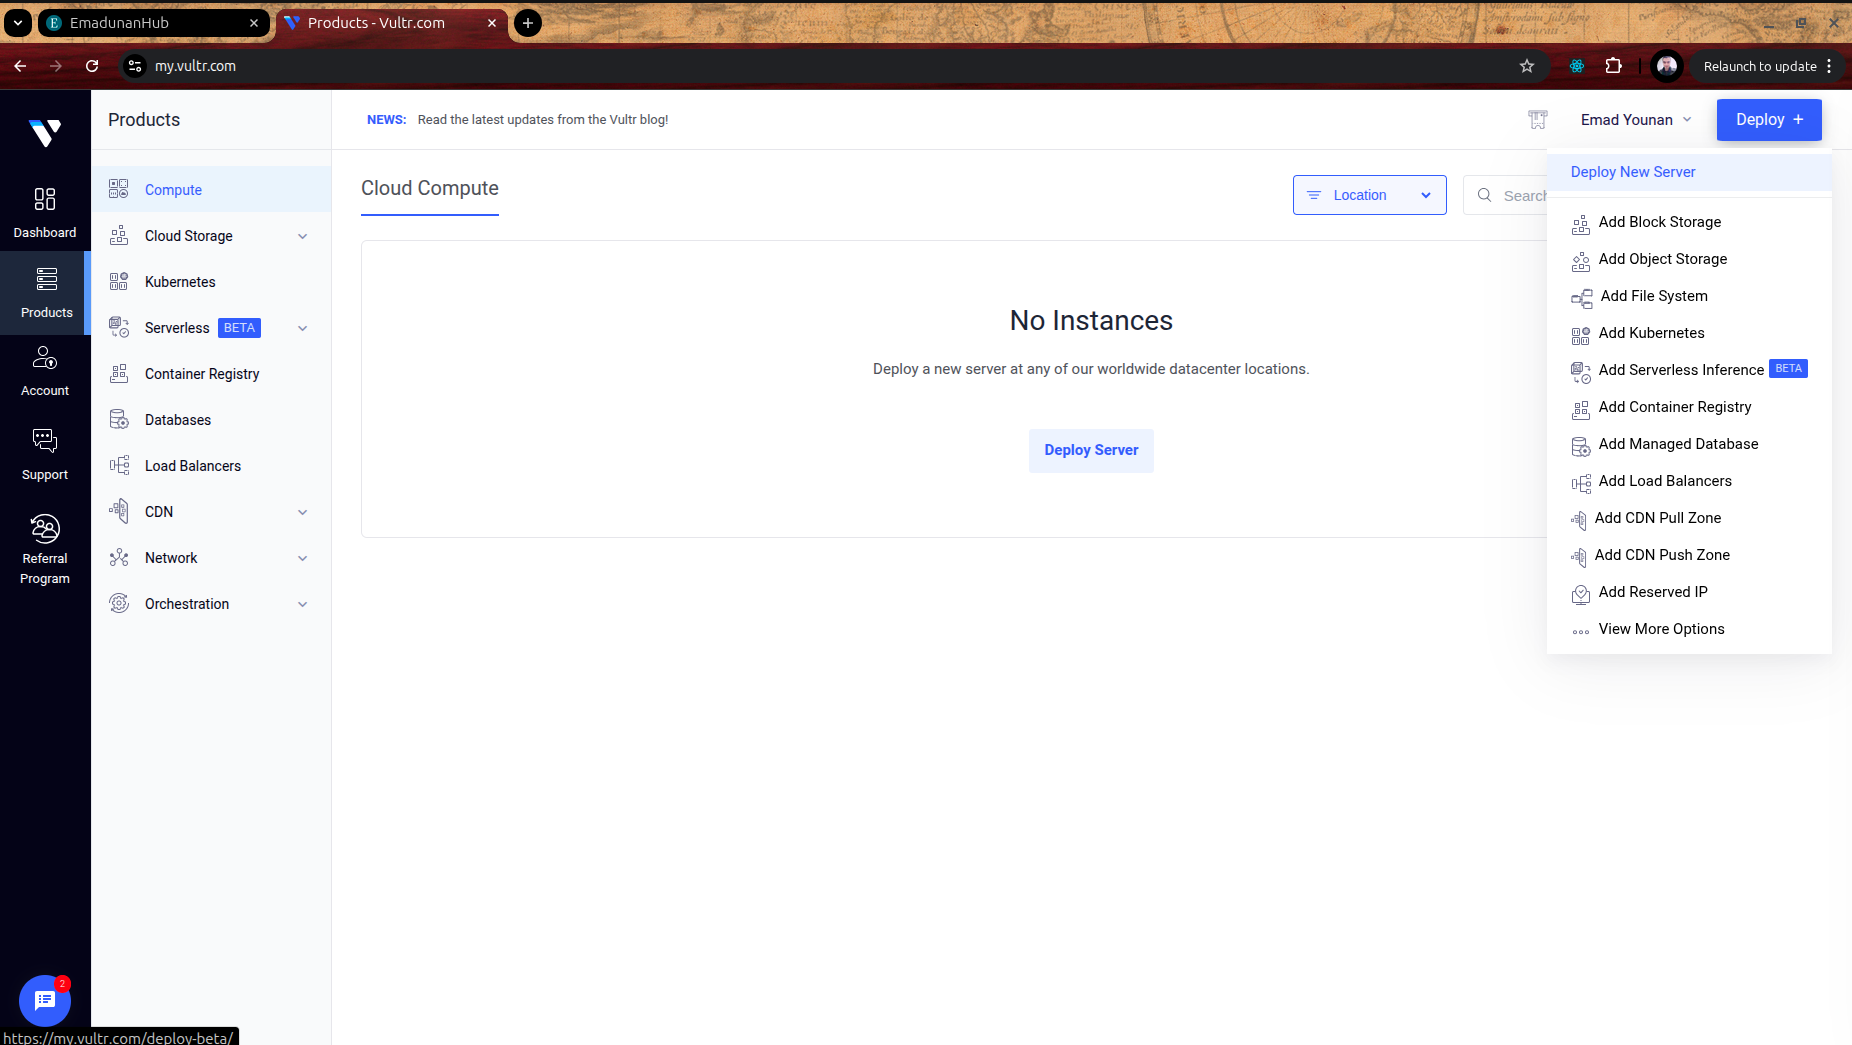 EmadunanHub
Products - Vultr.com
my.vultr.com
Relaunch to update
Products
NEWS: Read the latest updates from the Vultr blog!
Emad Younan
Deploy +
Dashboard
Products
Account
Support
Referral
Program
2
Compute
Cloud Storage
Kubernetes
Serverless BETA
Container Registry
Databases
Load Balancers
CDN
Network
Orchestration
Cloud Compute
Location
Search
No Instances
Deploy a new server at any of our worldwide datacenter locations.
Deploy Server
Deploy New Server
Add Block Storage
Add Object Storage
Add File System
Add Kubernetes
Add Serverless Inference BETA
Add Container Registry
Add Managed Database
Add Load Balancers
Add CDN Pull Zone
Add CDN Push Zone
Add Reserved IP
View More Options
https://my.vultr.com/deploy-beta/